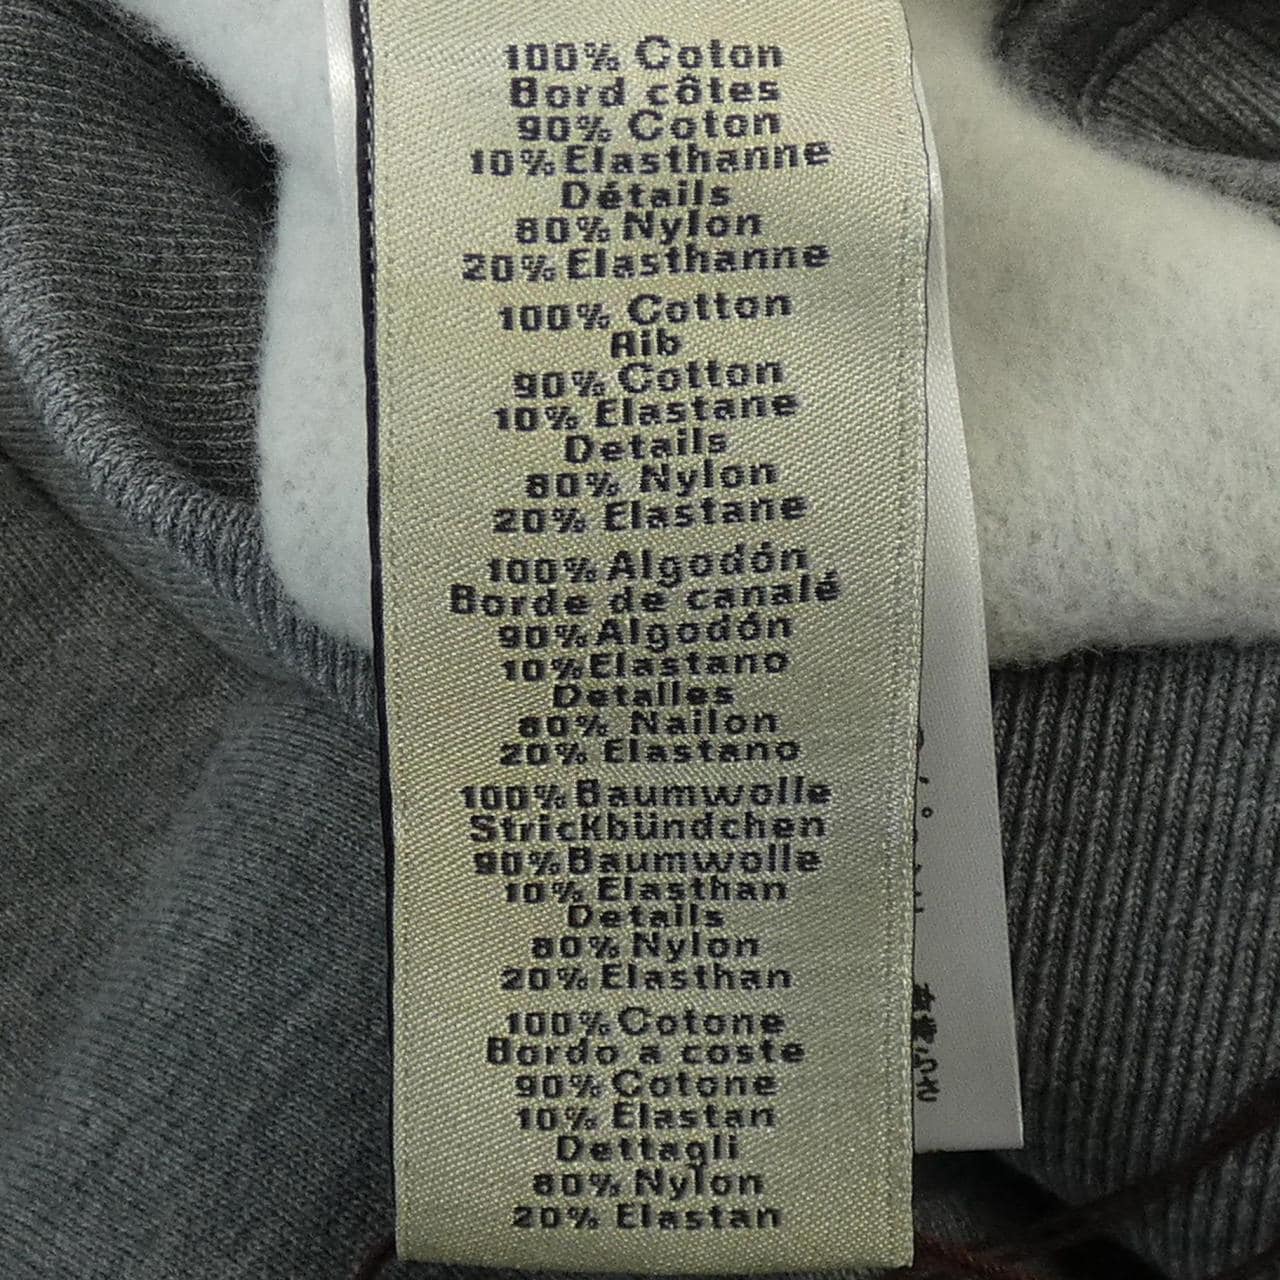 100% Coton
Bord côtes
90% Coton
10% Elasthanne
Détails
80% Nylon
20% Elasthanne
100% Cotton
Rib
90% Cotton
10% Elastane
Details
80% Nylon
20% Elastane
100% Algodón
Borde de canalé
90% Algodón
10% Elastano
Detalles
80% Nailon
20% Elastano
100% Baumwolle
Strickbündchen
90% Baumwolle
10% Elasthan
Details
80% Nylon
20% Elasthan
100% Cotone
Bordo a coste
90% Cotone
10% Elastan
Dettagli
80% Nylon
20% Elastan